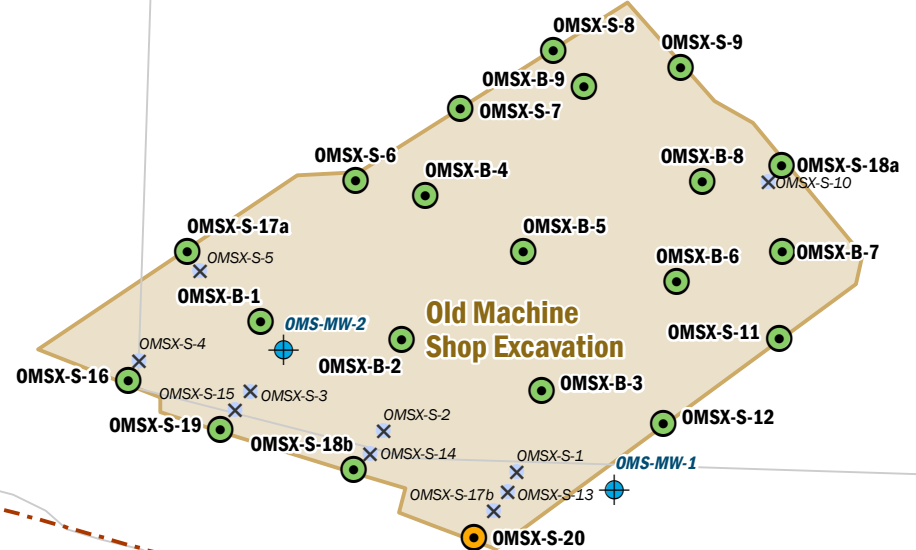 OMSX-S-8
OMSX-S-9
OMSX-B-9
OMSX-S-7
OMSX-S-6
OMSX-B-4
OMSX-B-8
OMSX-S-18a
OMSX-S-10
OMSX-S-17a
OMSX-B-5
OMSX-S-5
OMSX-B-6
OMSX-B-7
OMSX-B-1
OMS-MW-2
Old Machine
Shop Excavation
OMSX-S-11
OMSX-S-4
OMSX-B-2
OMSX-S-16
OMSX-B-3
OMSX-S-15
OMSX-S-3
OMSX-S-2
OMSX-S-12
OMSX-S-19
OMSX-S-18b
OMSX-S-14
OMSX-S-1
OMS-MW-1
OMSX-S-17b
OMSX-S-13
OMSX-S-20